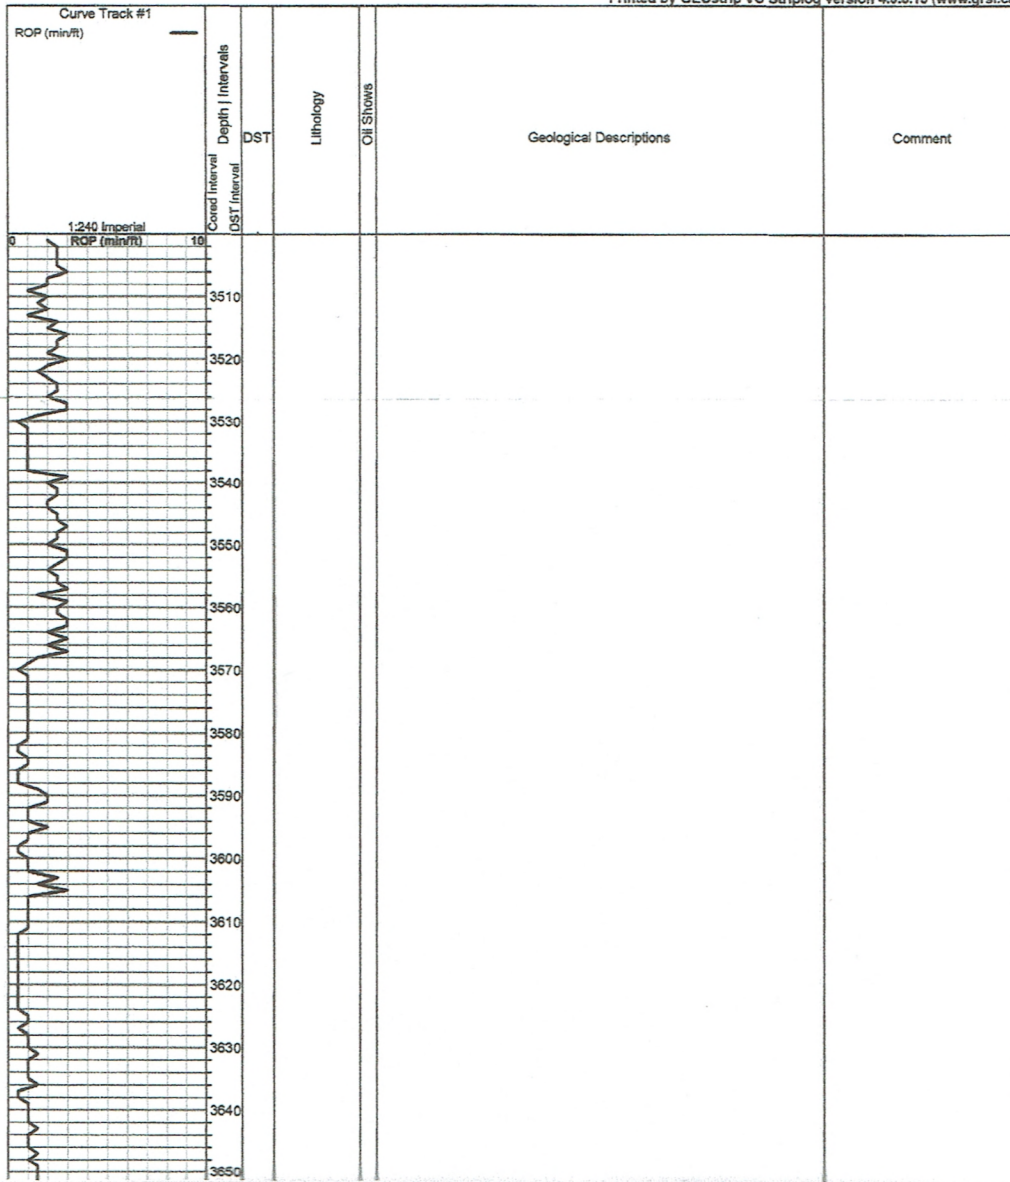 Curve Track #1
ROP (min/ft)
Depth | Intervals
Cored Interval
DST Interval
DST
Lithology
Oil Shows
Geological Descriptions
Comment
1:240 Imperial
0 ROP (min/ft) 10
3510
3520
3530
3540
3550
3560
3570
3580
3590
3600
3610
3620
3630
3640
3650